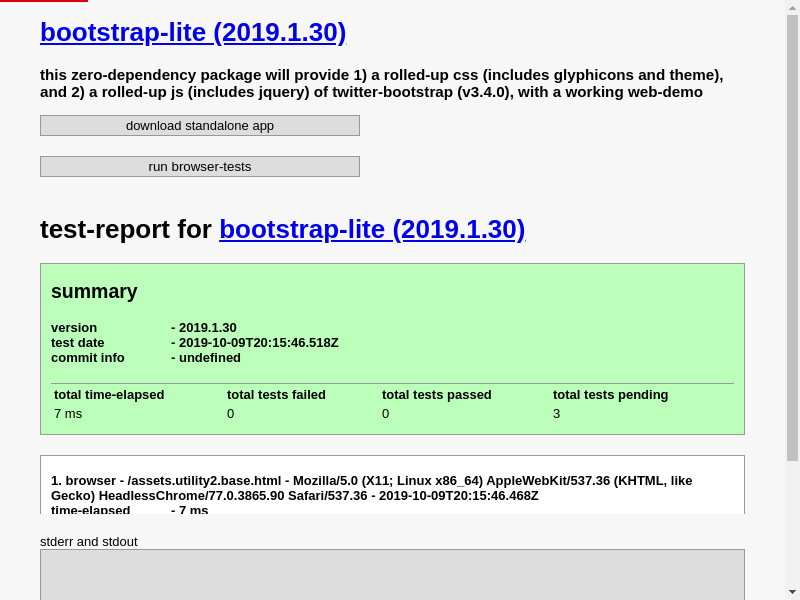 bootstrap-lite (2019.1.30)
this zero-dependency package will provide 1) a rolled-up css (includes glyphicons and theme),
and 2) a rolled-up js (includes jquery) of twitter-bootstrap (v3.4.0), with a working web-demo
download standalone app
run browser-tests
test-report for bootstrap-lite (2019.1.30)
summary
version - 2019.1.30
test date - 2019-10-09T20:15:46.518Z
commit info - undefined
total time-elapsed total tests failed total tests passed total tests pending
7 ms 0 0 3
1. browser - /assets.utility2.base.html - Mozilla/5.0 (X11; Linux x86_64) AppleWebKit/537.36 (KHTML, like
Gecko) HeadlessChrome/77.0.3865.90 Safari/537.36 - 2019-10-09T20:15:46.468Z
time-elapsed - 7 ms
stderr and stdout